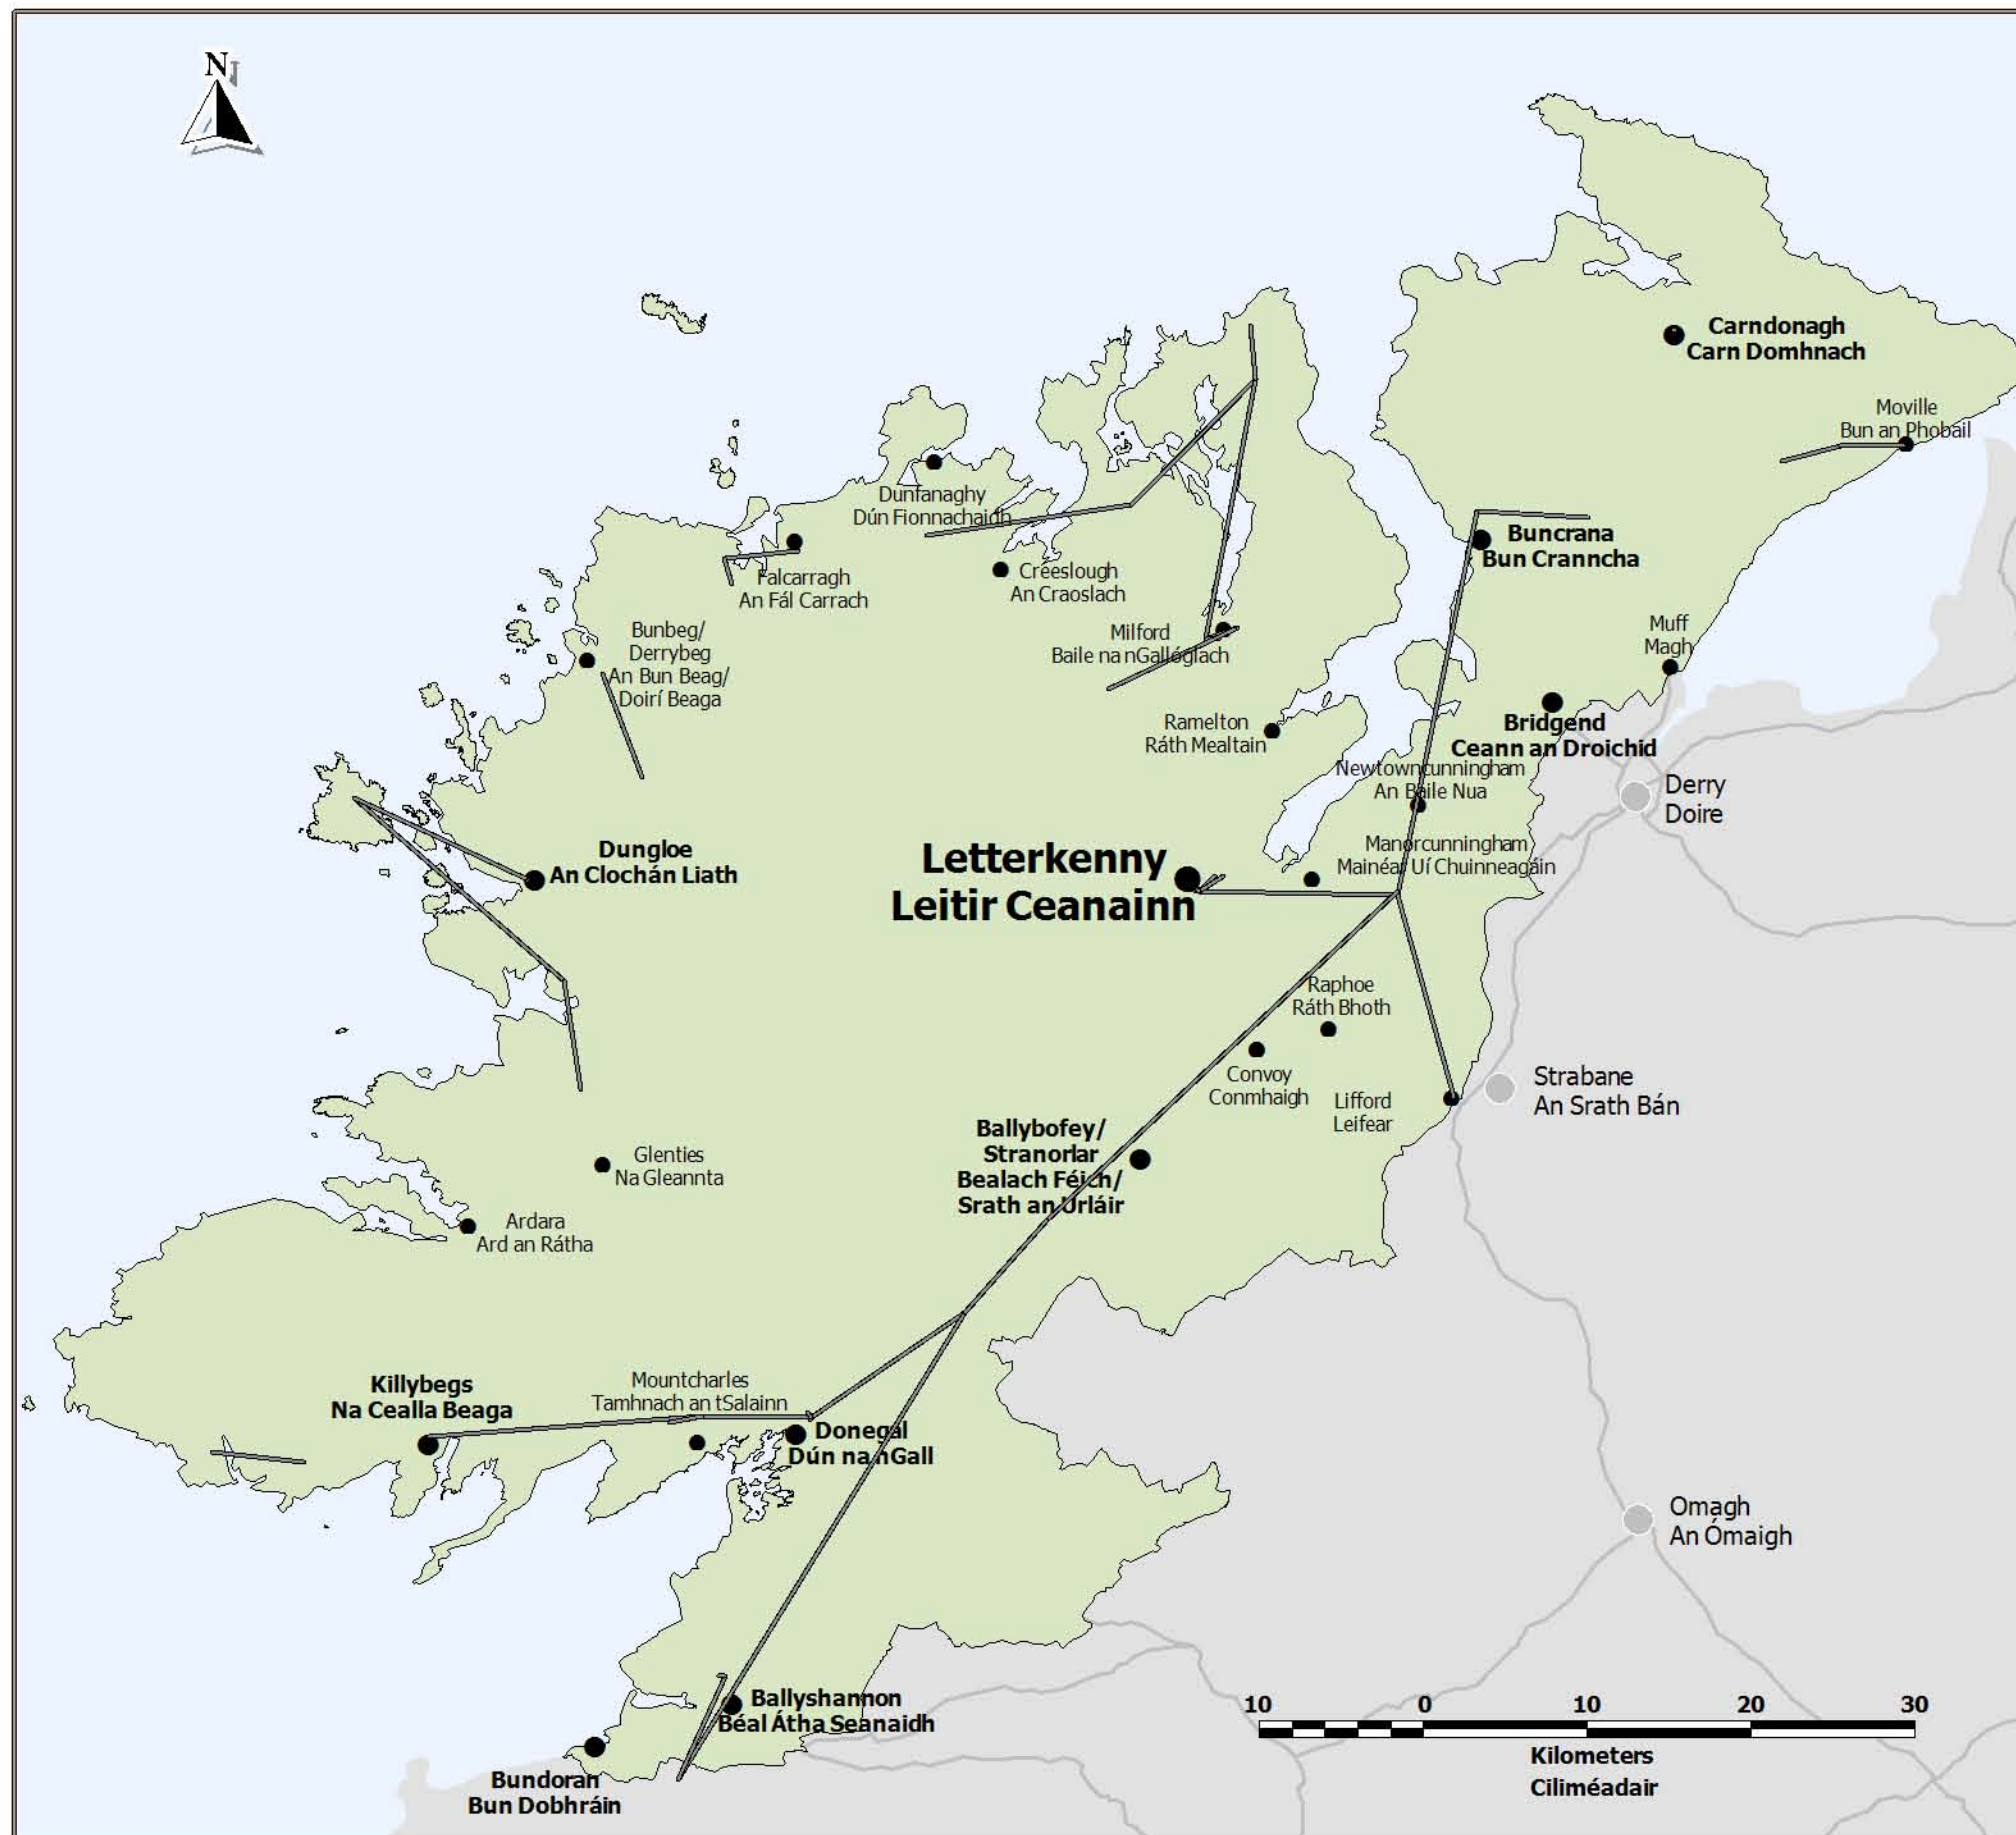 N
Carndonagh
Carn Domhnach
Moville
Bun an Phobail
Dunfanaghy
Dún Fionnachaidh
Buncrana
Bun Cranncha
Falcarragh
An Fál Carrach
Creeslough
An Craoslach
Bunbeg/
Derrybeg
An Bun Beag/
Doirí Beaga
Milford
Baile na nGallóglach
Muff
Magh
Ramelton
Ráth Mealtain
Bridgend
Ceann an Droichid
Newtowncunningham
An Baile Nua
Derry
Doire
Dungloe
An Clochán Liath
Letterkenny
Leitir Ceanainn
Manorcunningham
Mainéar Uí Chuinneagáin
Raphoe
Ráth Bhoth
Convoy
Conmhaigh
Lifford
Leifear
Strabane
An Srath Bán
Ballybofey/
Stranorlar
Bealach Féich/
Srath an Urláir
Glenties
Na Gleannta
Ardara
Ard an Rátha
Killybegs
Na Cealla Beaga
Mountcharles
Tamhnach an tSalainn
Donegal
Dún na nGall
Omagh
An Ómaigh
Ballyshannon
Béal Átha Seanaidh
Bundoran
Bun Dobhráin
10 0 10 20 30
Kilometers
Ciliméadair